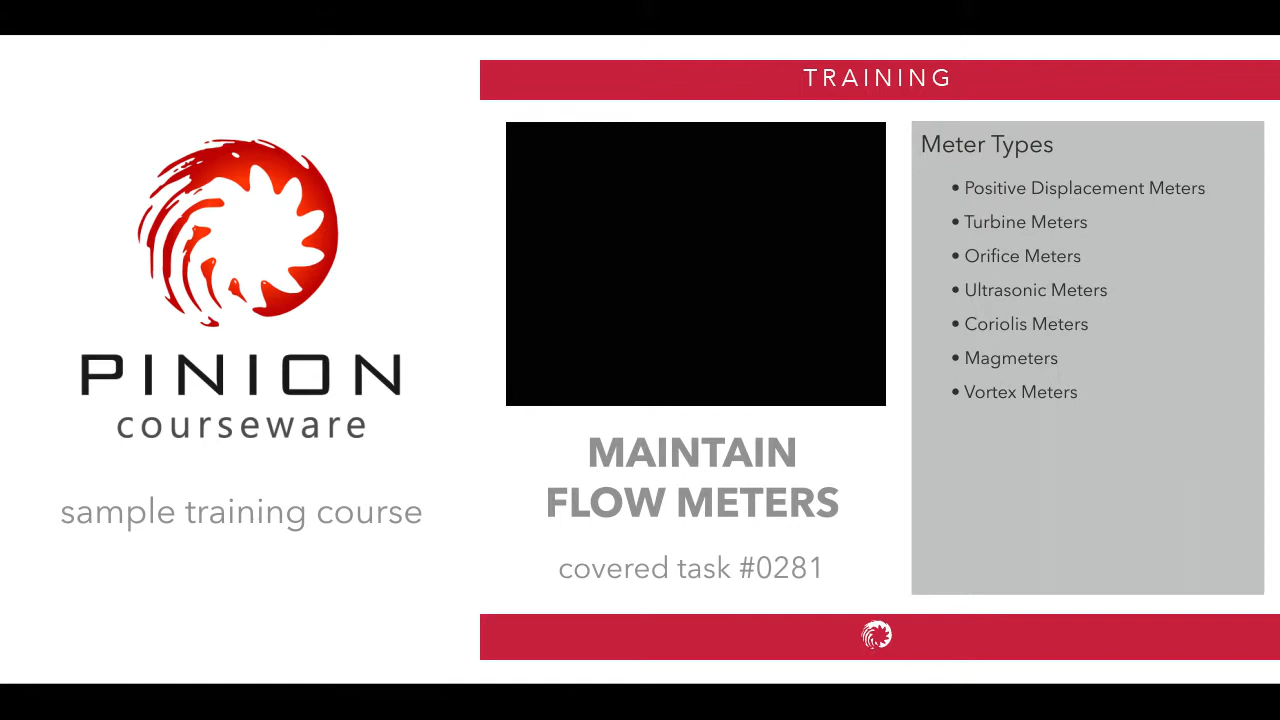 PINION
courseware
sample training course
TRAINING
MAINTAIN
FLOW METERS
covered task #0281
Meter Types
• Positive Displacement Meters
• Turbine Meters
• Orifice Meters
• Ultrasonic Meters
• Coriolis Meters
• Magmeters
• Vortex Meters